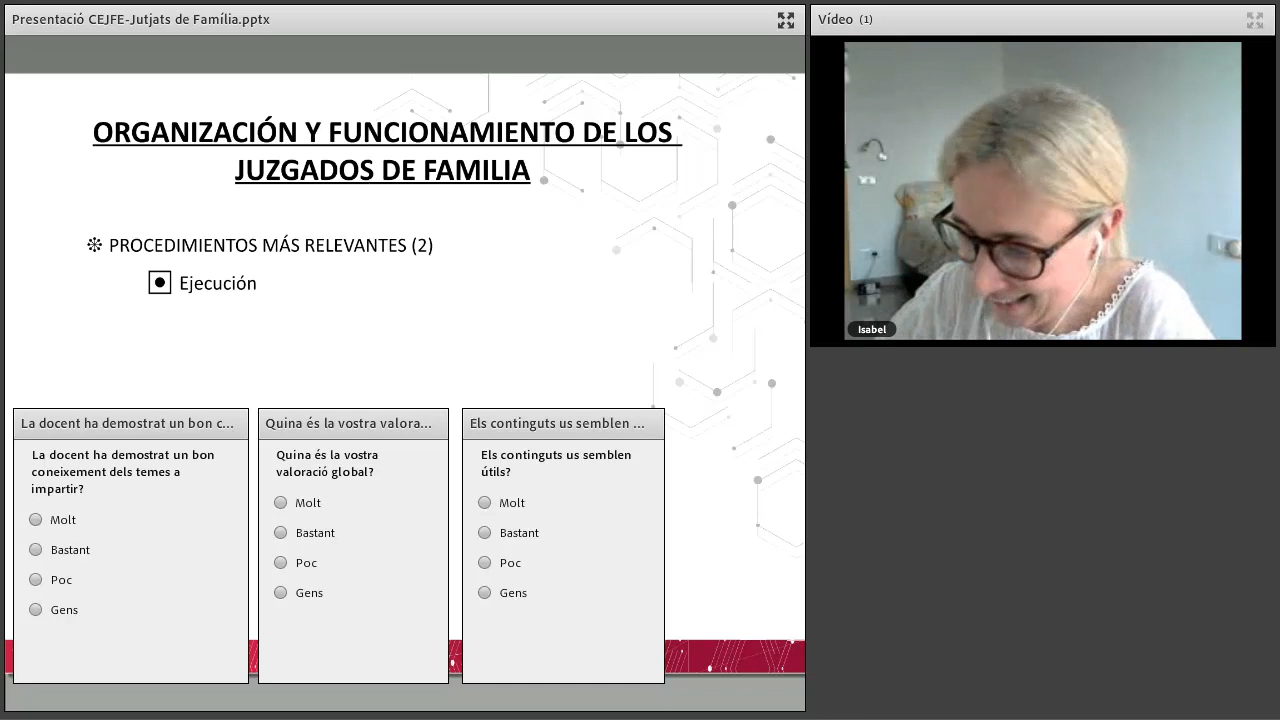 Presentació CEJFE-Jutjats de Família.pptx
Vídeo (1)
ORGANIZACIÓN Y FUNCIONAMIENTO DE LOS
JUZGADOS DE FAMILIA
PROCEDIMIENTOS MÁS RELEVANTES (2)
Ejecución
Isabel
La docent ha demostrat un bon c...
La docent ha demostrat un bon
coneixement dels temes a
impartir?
Molt
Bastant
Poc
Gens
Quina és la vostra valora...
Quina és la vostra
valoració global?
Molt
Bastant
Poc
Gens
Els continguts us semblen ...
Els continguts us semblen
útils?
Molt
Bastant
Poc
Gens